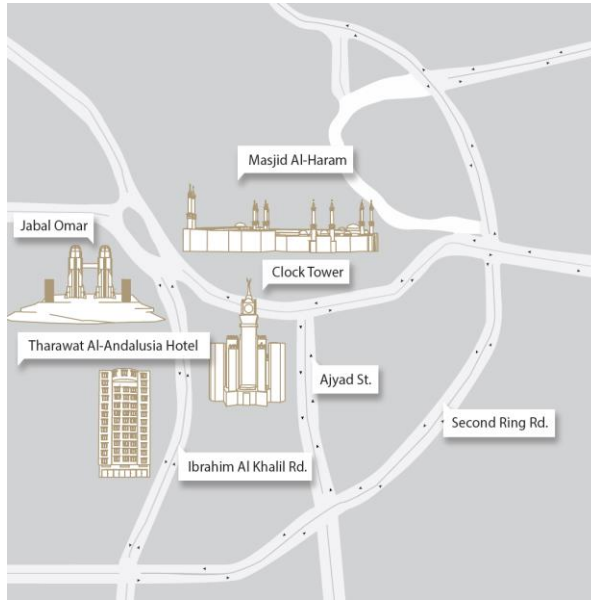 Masjid Al-Haram
Jabal Omar
Clock Tower
Tharawat Al-Andalusia Hotel
Ajyad St.
Second Ring Rd.
Ibrahim Al Khalil Rd.